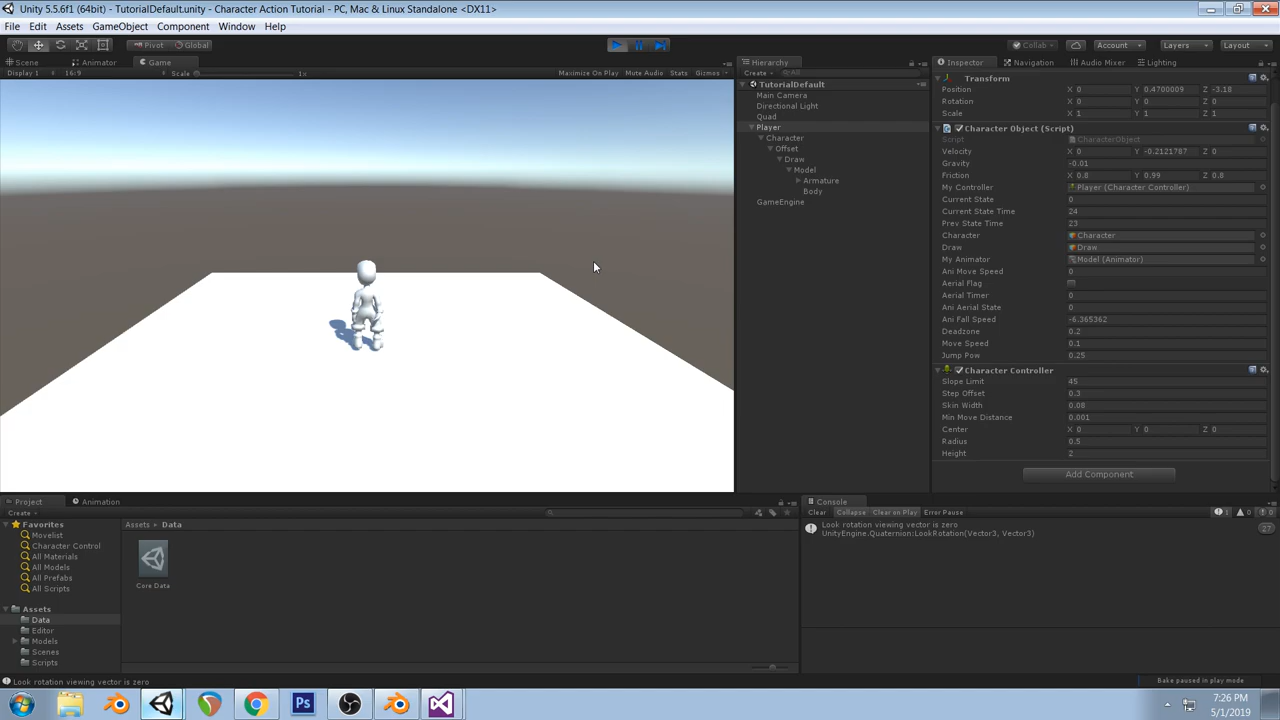 Unity 5.5.6f1 (64bit) - TutorialDefault.unity - Character Action Tutorial - PC, Mac & Linux Standalone <DX11>
File Edit Assets GameObject Component Window Help
Pivot Global Collab Account Layers Layout
Scene Animator Game
Display 1 16:9 Scale 1x Maximize On Play Mute Audio Stats Gizmos
Hierarchy
Create All
TutorialDefault
Main Camera
Directional Light
Quad
Player
Character
Offset
Draw
Model
Armature
Body
GameEngine
Inspector Navigation Audio Mixer Lighting
Transform
Position X 0 Y 0.4700009 Z -3.18
Rotation X 0 Y 0 Z 0
Scale X 1 Y 1 Z 1
Character Object (Script)
Script CharacterObject
Velocity X 0 Y -0.2121787 Z 0
Gravity -0.01
Friction X 0.8 Y 0.99 Z 0.8
My Controller Player (Character Controller)
Current State 0
Current State Time 24
Prev State Time 23
Character Character
Draw Draw
My Animator Model (Animator)
Ani Move Speed 0
Aerial Flag
Aerial Timer 0
Ani Aerial State 0
Ani Fall Speed -6.365362
Deadzone 0.2
Move Speed 0.1
Jump Pow 0.25
Character Controller
Slope Limit 45
Step Offset 0.3
Skin Width 0.08
Min Move Distance 0.001
Center X 0 Y 0 Z 0
Radius 0.5
Height 2
Add Component
Project Animation
Create
Favorites
Movelist
Character Control
All Materials
All Models
All Prefabs
All Scripts
Assets
Data
Editor
Models
Scenes
Scripts
Assets Data
Core Data
Console
Clear Collapse Clear on Play Error Pause 1 0 0
Look rotation viewing vector is zero
UnityEngine.Quaternion:LookRotation(Vector3, Vector3)
27
Look rotation viewing vector is zero
Bake paused in play mode
Ps
7:26 PM
5/1/2019